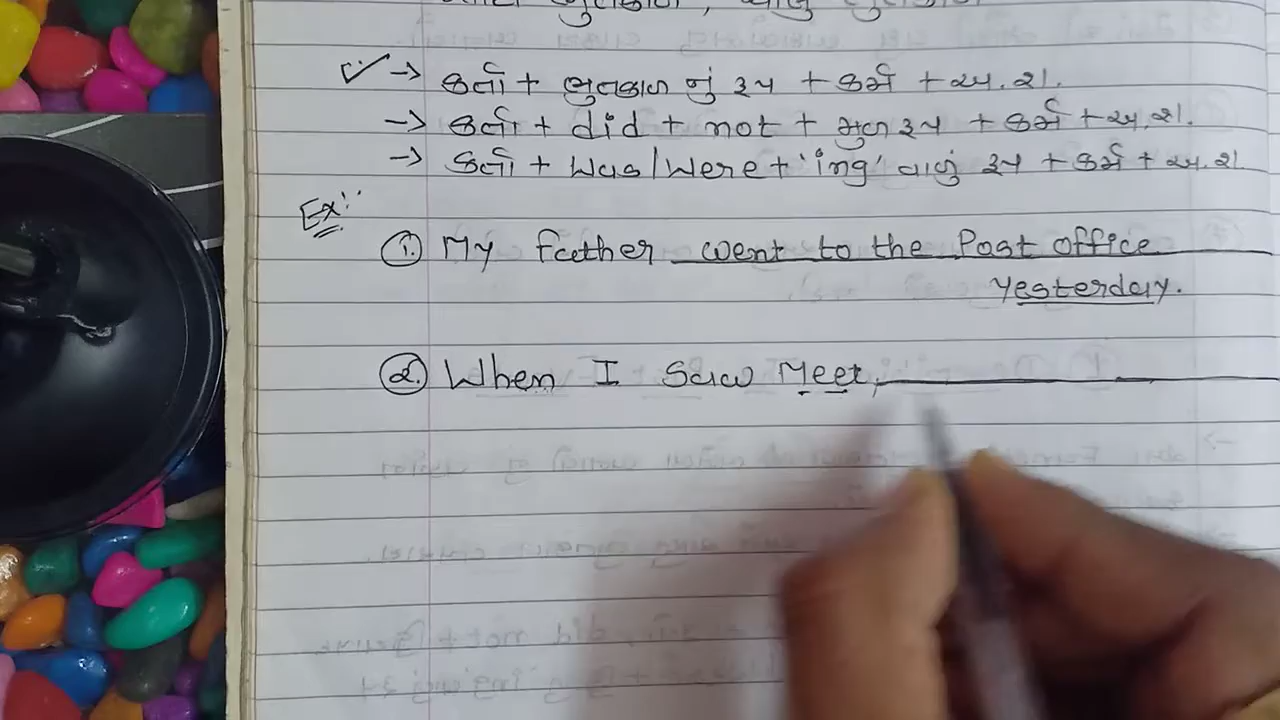 ✓ → કર્તા + ભુતકાળ નું રૂપ + કર્મ + અ.શ.
→ કર્તા + did + not + મુળ રૂપ + કર્મ + અ.શ.
→ કર્તા + was/were + 'ing' વાળું રૂપ + કર્મ + અ.શ.
Ex:
①. My Father went to the Post office
yesterday.
②. When I saw Meet,